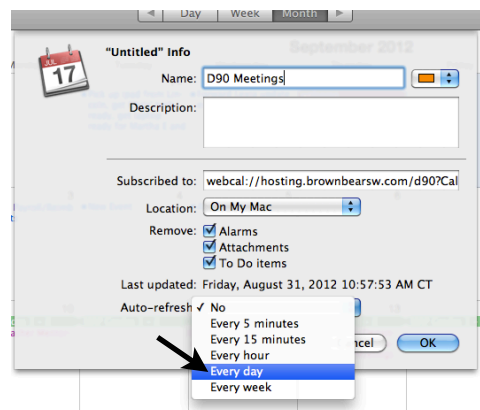 Day Week Month
September 2012
"Untitled" Info
JUL 17
Name: D90 Meetings
Description:
Subscribed to: webcal://hosting.brownbearsw.com/d90?Cal
Location: On My Mac
Remove: Alarms
Attachments
To Do items
Last updated: Friday, August 31, 2012 10:57:53 AM CT
Auto-refresh ✓ No
Every 5 minutes
Every 15 minutes
Every hour
Every day
Every week
ncel OK